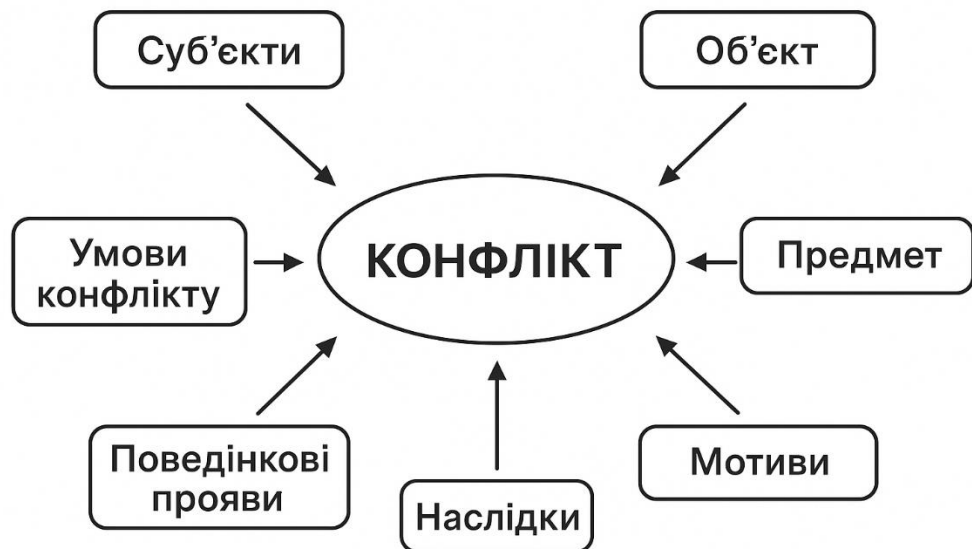 Суб’єкти
Об’єкт
Умови
конфлікту
КОНФЛІКТ
Предмет
Поведінкові
прояви
Наслідки
Мотиви